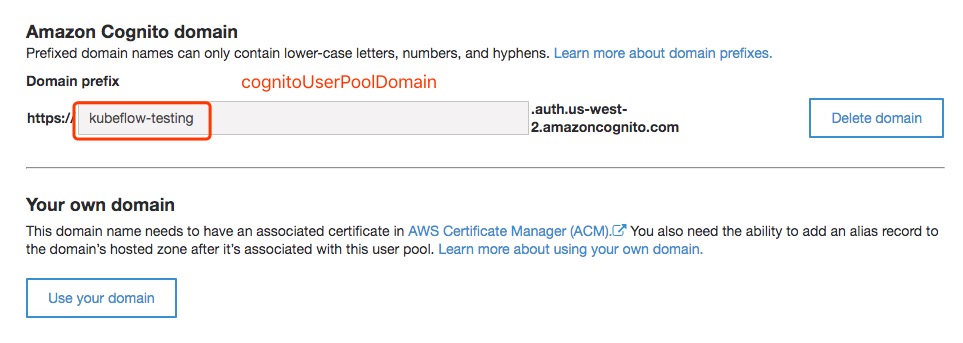 Amazon Cognito domain
Prefixed domain names can only contain lower-case letters, numbers, and hyphens. Learn more about domain prefixes.
Domain prefix
cognitoUserPoolDomain
https:// kubeflow-testing .auth.us-west-
2.amazoncognito.com
Delete domain
Your own domain
This domain name needs to have an associated certificate in AWS Certificate Manager (ACM). You also need the ability to add an alias record to
the domain's hosted zone after it's associated with this user pool. Learn more about using your own domain.
Use your domain